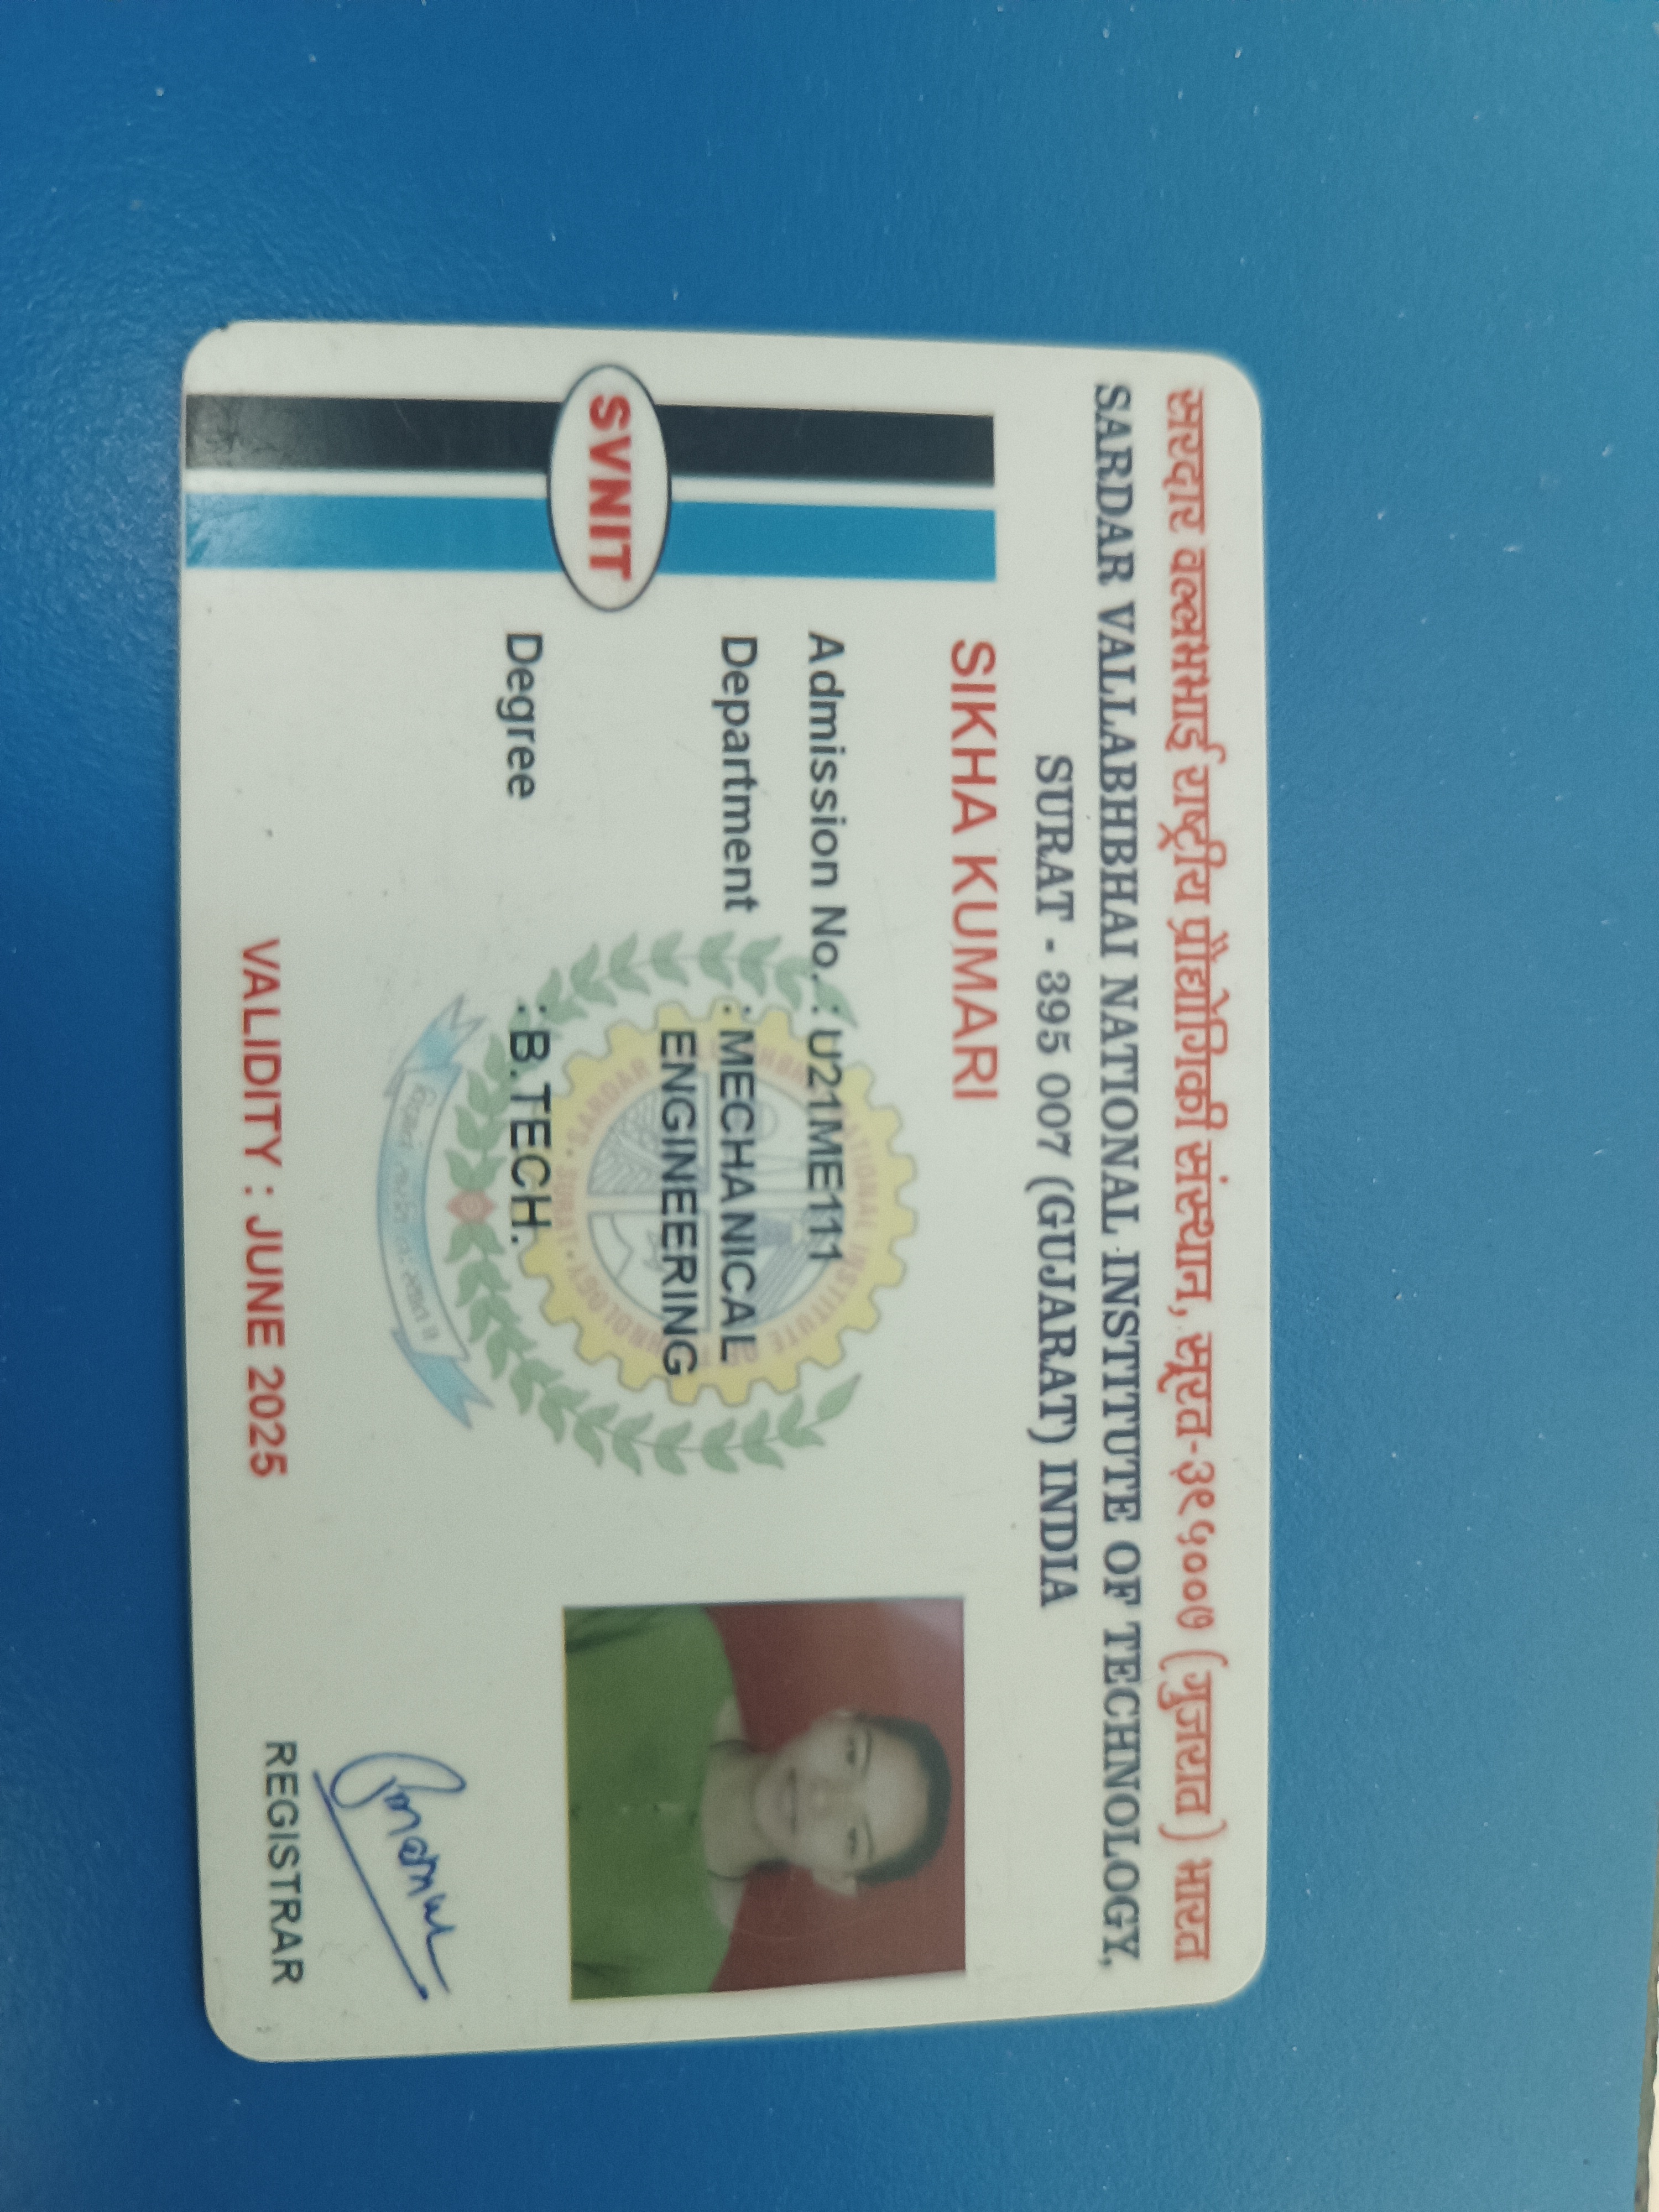 सरदार वल्लभभाई राष्ट्रीय प्रौद्योगिकी संस्थान, सूरत-३९५००७ (गुजरात) भारत
SARDAR VALLABHBHAI NATIONAL INSTITUTE OF TECHNOLOGY,
SURAT - 395 007 (GUJARAT) INDIA
SVNIT
SIKHA KUMARI
Admission No. : U21ME111
Department : MECHANICAL
ENGINEERING
Degree : B.TECH.
VALIDITY : JUNE 2025
REGISTRAR